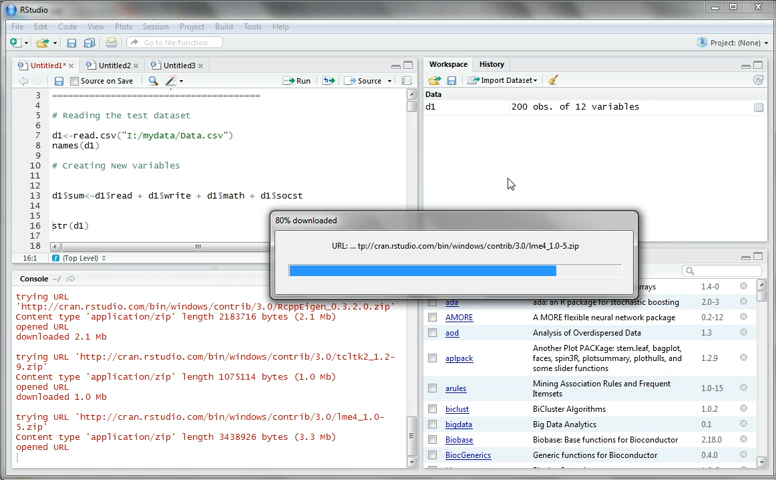 RStudio
File Edit Code View Plots Session Project Build Tools Help
Go to file/function
Project: (None)
Untitled1* Untitled2 Untitled3
Source on Save Run Source
3 ==========================================
4
5 # Reading the test dataset
6
7 d1<-read.csv("I:/mydata/Data.csv")
8 names(d1)
9
10 # Creating New variables
11
12
13 d1$sum<-d1$read + d1$write + d1$math + d1$socst
14
15
16 str(d1)
17
18
16:1 (Top Level)
Workspace History
Import Dataset
Data
d1 200 obs. of 12 variables
80% downloaded
URL: ... tp://cran.rstudio.com/bin/windows/contrib/3.0/lme4_1.0-5.zip
Console ~/
trying URL
'http://cran.rstudio.com/bin/windows/contrib/3.0/RcppEigen_0.3.2.0.zip'
Content type 'application/zip' length 2183716 bytes (2.1 Mb)
opened URL
downloaded 2.1 Mb
trying URL 'http://cran.rstudio.com/bin/windows/contrib/3.0/tcltk2_1.2-
9.zip'
Content type 'application/zip' length 1075114 bytes (1.0 Mb)
opened URL
downloaded 1.0 Mb
trying URL 'http://cran.rstudio.com/bin/windows/contrib/3.0/lme4_1.0-
5.zip'
Content type 'application/zip' length 3438926 bytes (3.3 Mb)
opened URL
arrays 1.4-0
ada ada: an R package for stochastic boosting 2.0-3
AMORE A MORE flexible neural network package 0.2-12
aod Analysis of Overdispersed Data 1.3
aplpack Another Plot PACKage: stem.leaf, bagplot,
faces, spin3R, plotsummary, plothulls, and
some slider functions 1.2.9
arules Mining Association Rules and Frequent
Itemsets 1.0-15
biclust BiCluster Algorithms 1.0.2
bigdata Big Data Analytics 0.1
Biobase Biobase: Base functions for Bioconductor 2.18.0
BiocGenerics Generic functions for Bioconductor 0.4.0